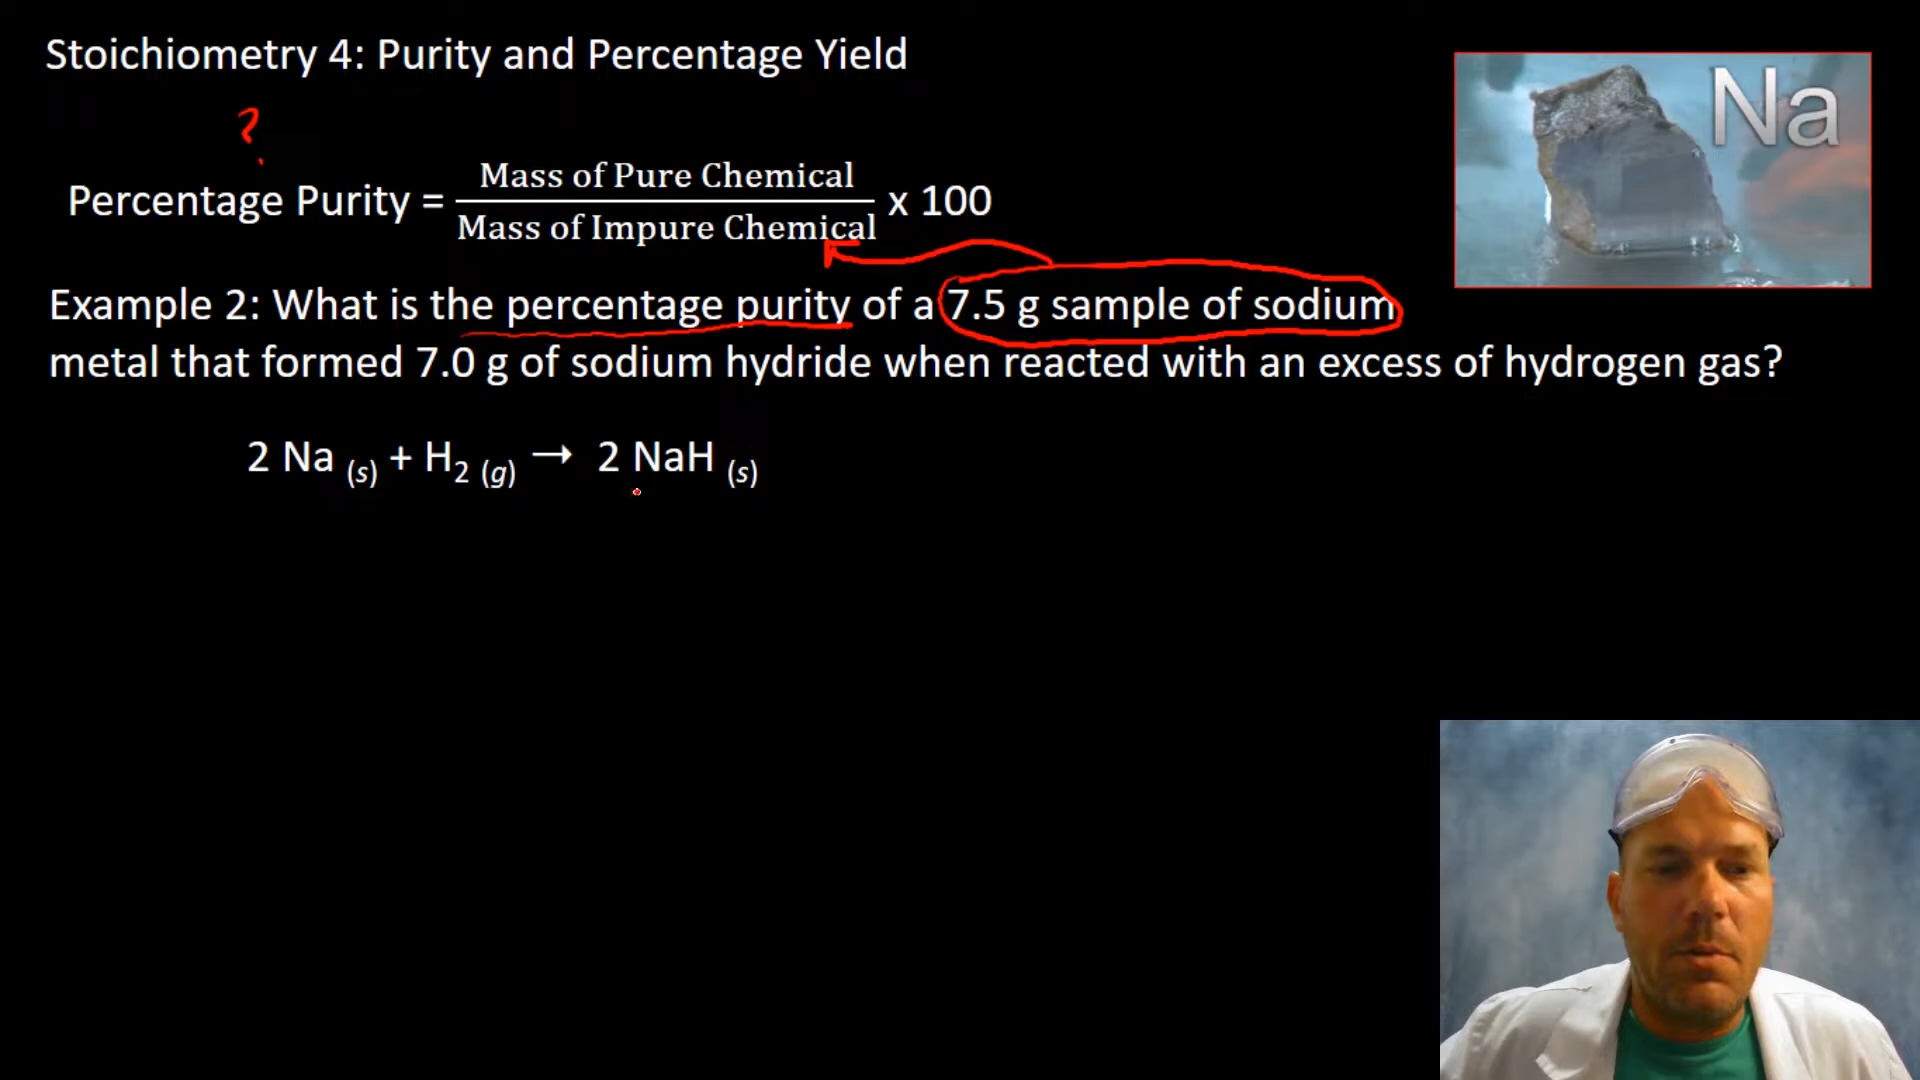 Stoichiometry 4: Purity and Percentage Yield
Na
?
Percentage Purity = Mass of Pure Chemical / Mass of Impure Chemical x 100
Example 2: What is the percentage purity of a 7.5 g sample of sodium
metal that formed 7.0 g of sodium hydride when reacted with an excess of hydrogen gas?
2 Na (s) + H₂ (g) → 2 NaH (s)